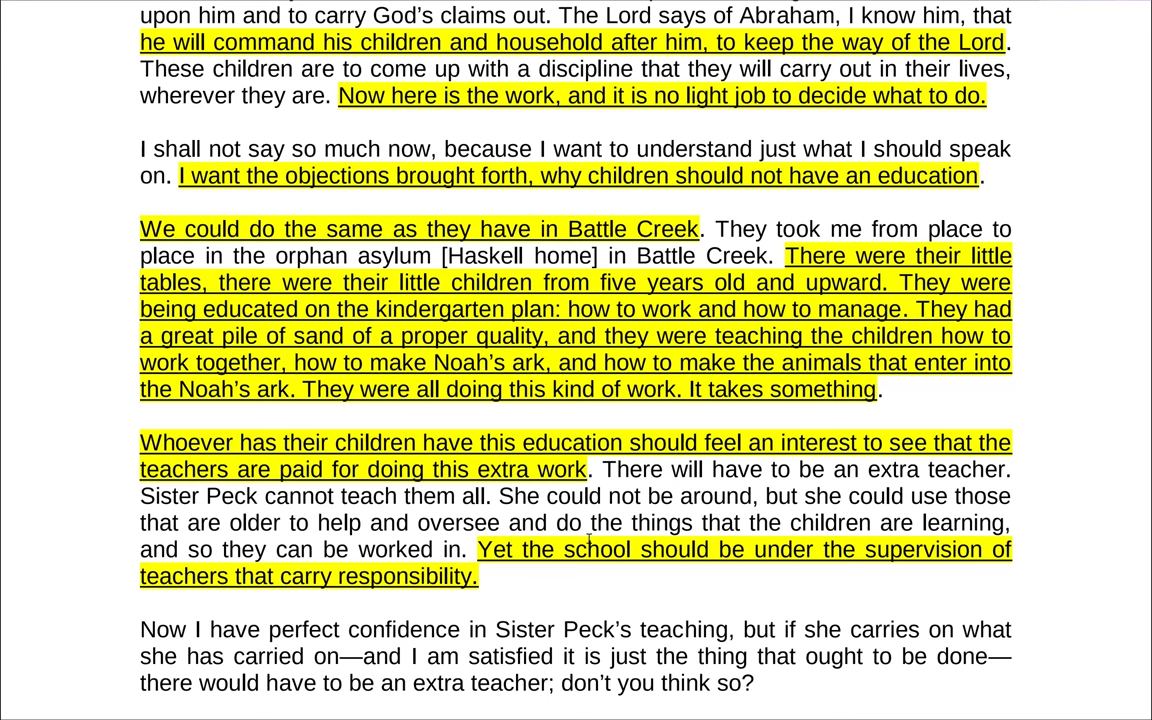 upon him and to carry God’s claims out. The Lord says of Abraham, I know him, that
he will command his children and household after him, to keep the way of the Lord.
These children are to come up with a discipline that they will carry out in their lives,
wherever they are. Now here is the work, and it is no light job to decide what to do.
I shall not say so much now, because I want to understand just what I should speak
on. I want the objections brought forth, why children should not have an education.
We could do the same as they have in Battle Creek. They took me from place to
place in the orphan asylum [Haskell home] in Battle Creek. There were their little
tables, there were their little children from five years old and upward. They were
being educated on the kindergarten plan: how to work and how to manage. They had
a great pile of sand of a proper quality, and they were teaching the children how to
work together, how to make Noah’s ark, and how to make the animals that enter into
the Noah’s ark. They were all doing this kind of work. It takes something.
Whoever has their children have this education should feel an interest to see that the
teachers are paid for doing this extra work. There will have to be an extra teacher.
Sister Peck cannot teach them all. She could not be around, but she could use those
that are older to help and oversee and do the things that the children are learning,
and so they can be worked in. Yet the school should be under the supervision of
teachers that carry responsibility.
Now I have perfect confidence in Sister Peck’s teaching, but if she carries on what
she has carried on—and I am satisfied it is just the thing that ought to be done—
there would have to be an extra teacher; don’t you think so?